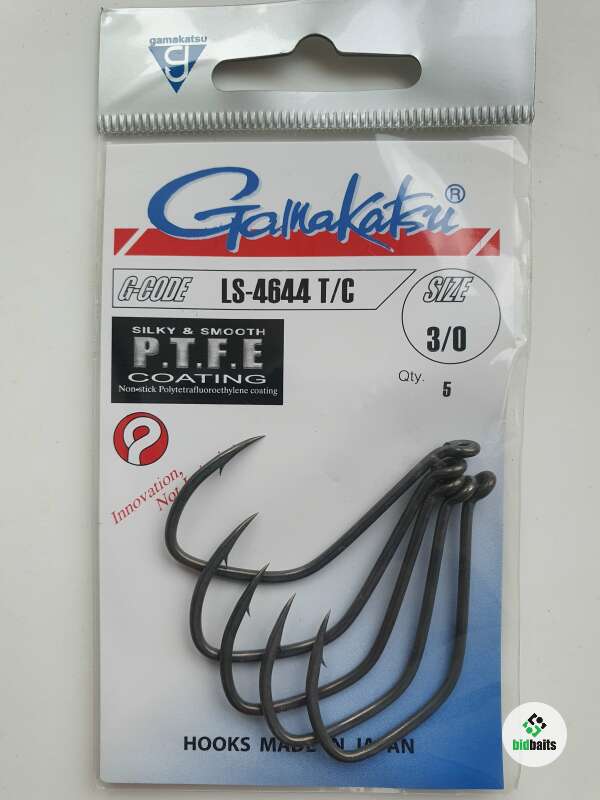 gamakatsu
g
Gamakatsu®
G-CODE LS-4644 T/C SIZE
3/0
SILKY & SMOOTH
P.T.F.E
COATING
Non-stick Polytetrafluoroethylene coating
Qty. 5
Innovation,
Not
HOOKS MADE IN JAPAN
bidbaits